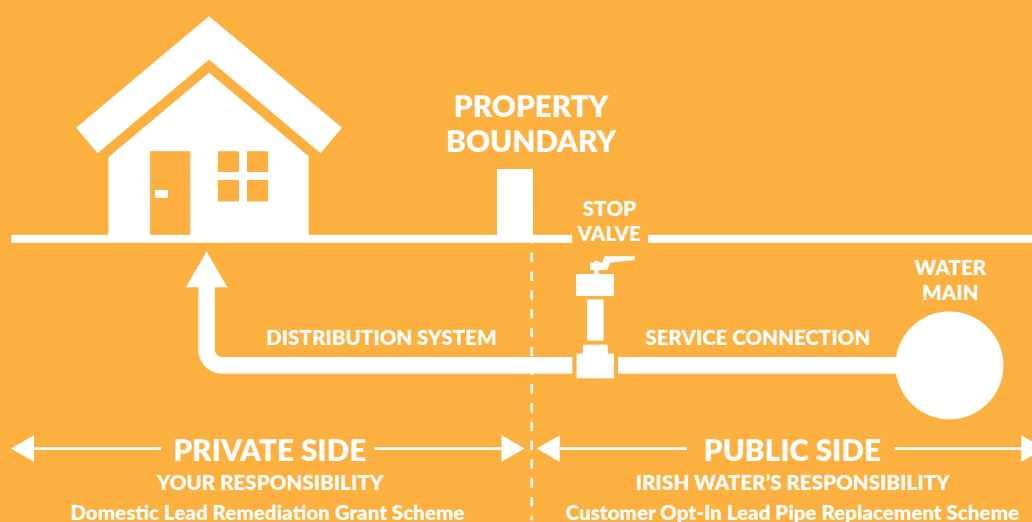 PROPERTY
BOUNDARY
STOP
VALVE
WATER
MAIN
DISTRIBUTION SYSTEM
SERVICE CONNECTION
PRIVATE SIDE
YOUR RESPONSIBILITY
Domestic Lead Remediation Grant Scheme
PUBLIC SIDE
IRISH WATER'S RESPONSIBILITY
Customer Opt-In Lead Pipe Replacement Scheme